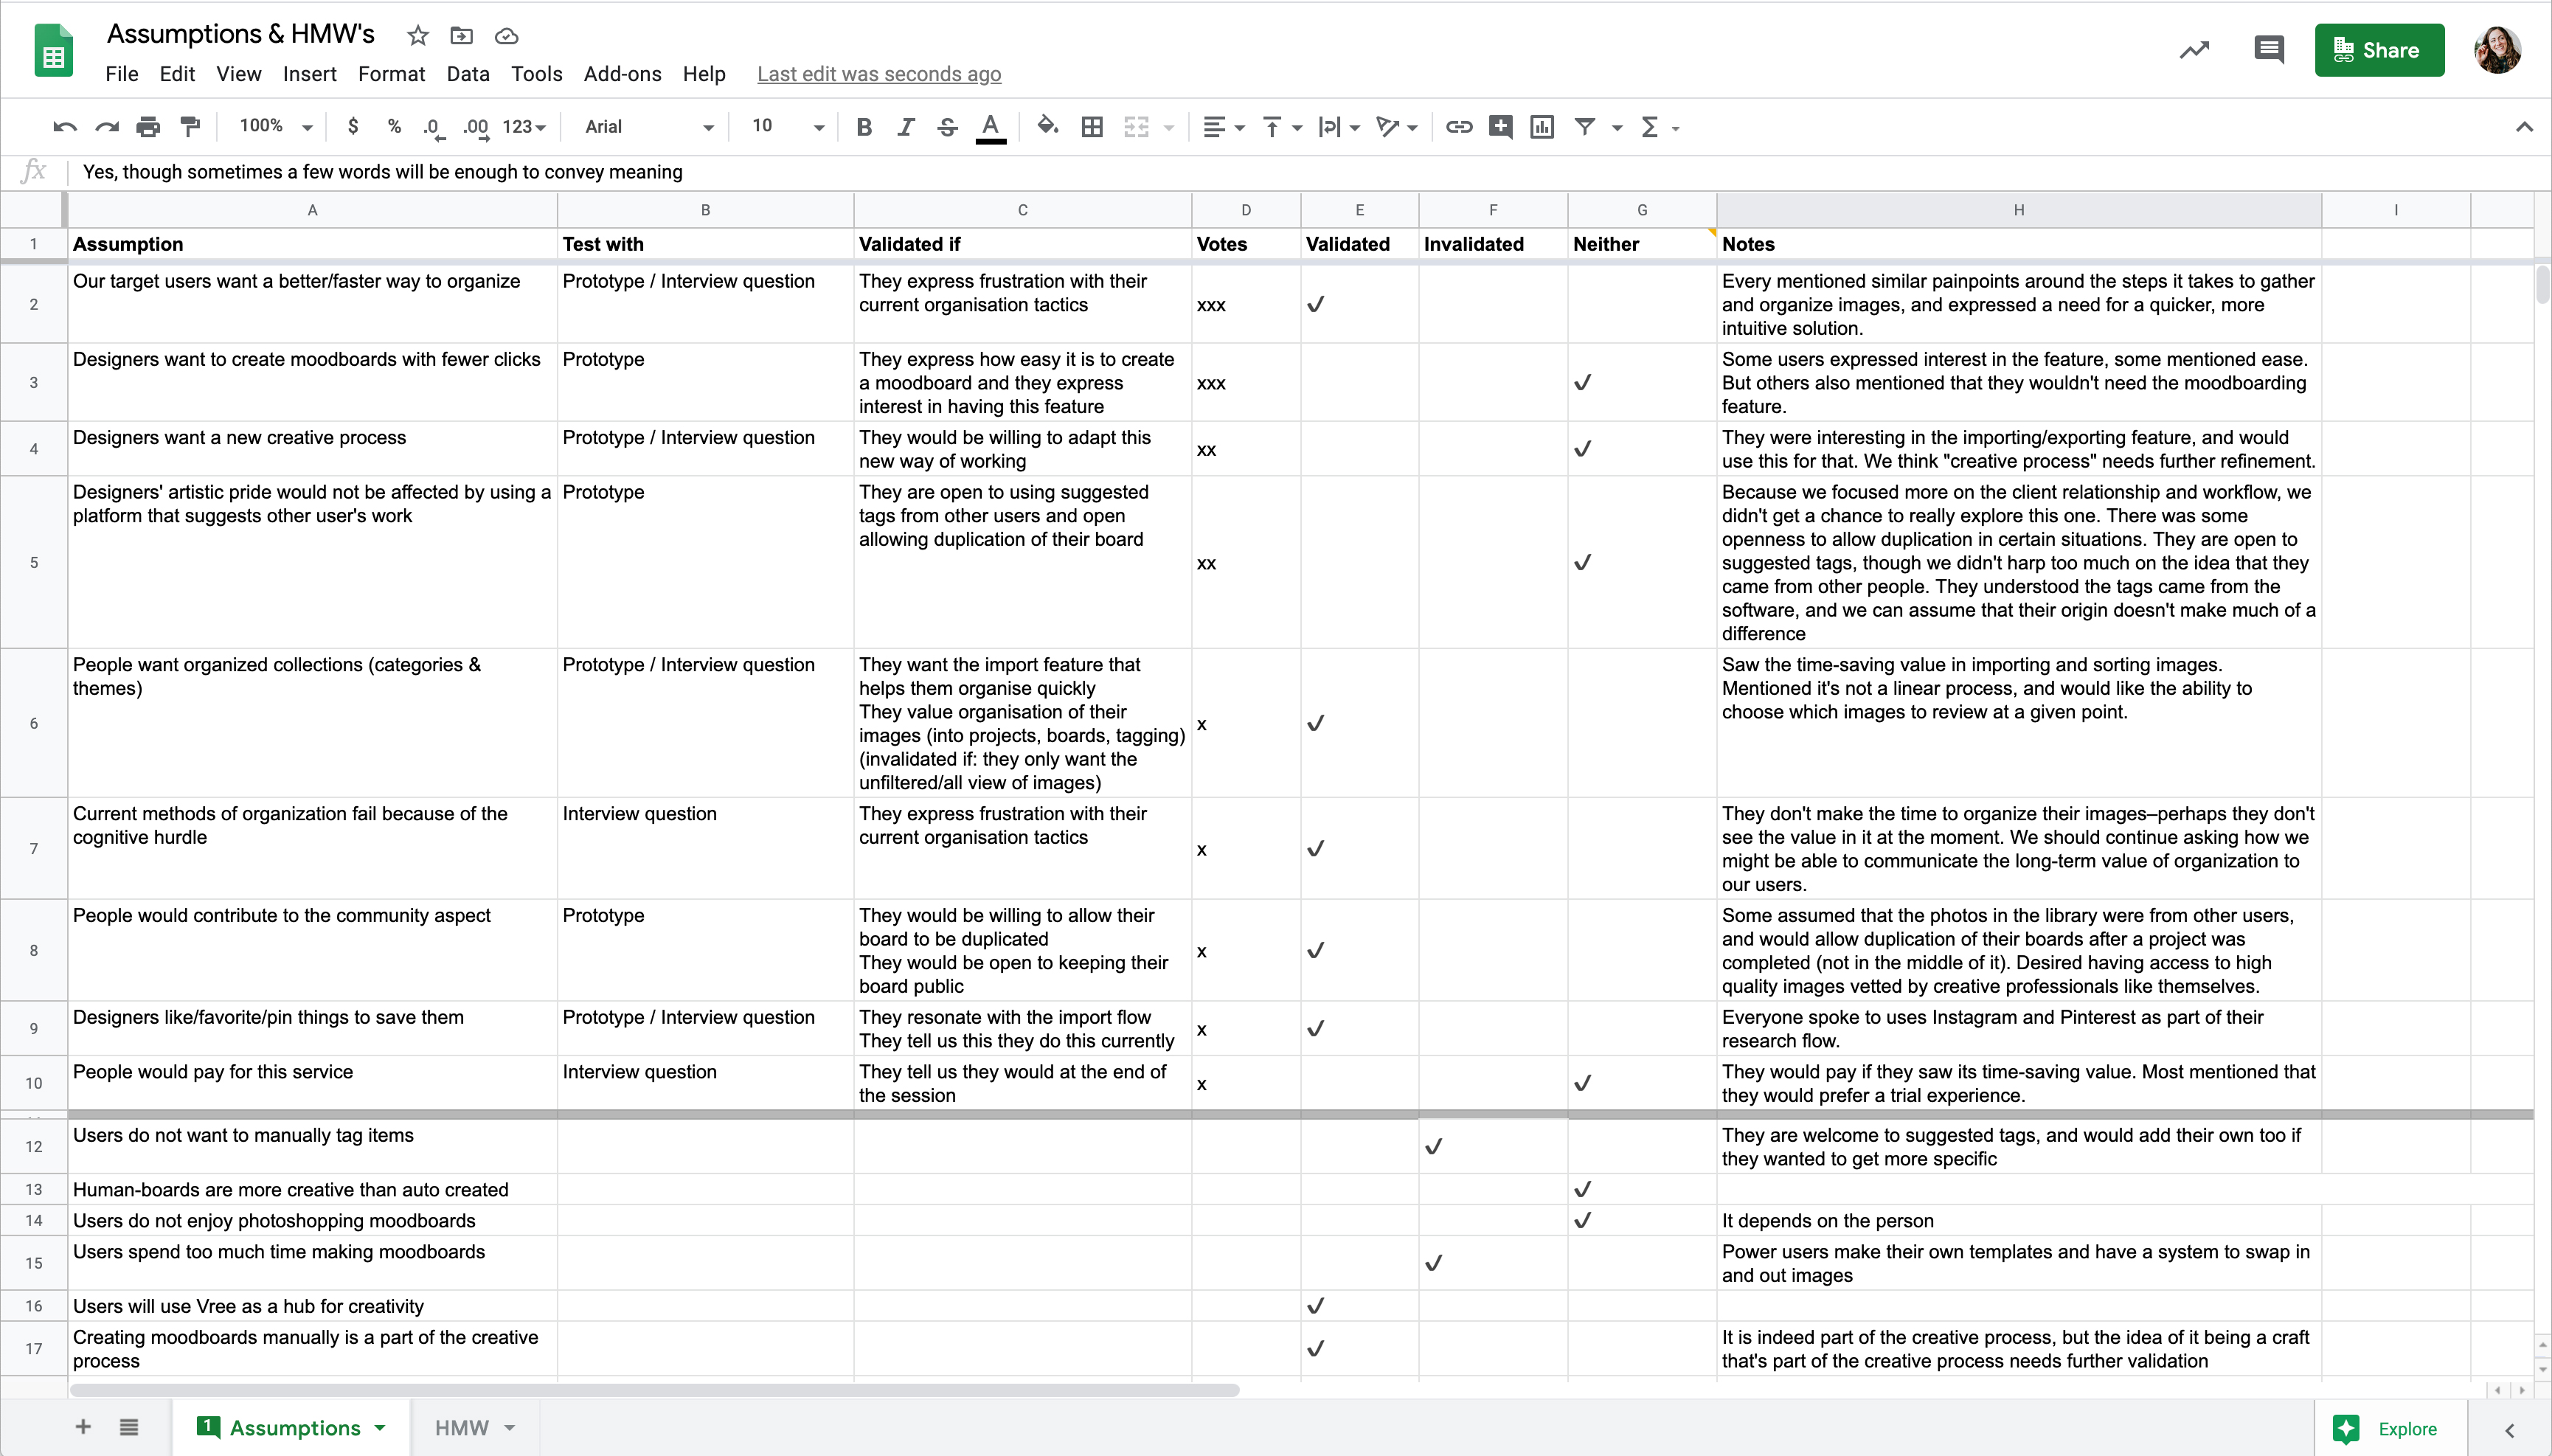 Assumptions & HMW's
File Edit View Insert Format Data Tools Add-ons Help Last edit was seconds ago
Share
100% $ % .0 .00 123 Arial 10 B I S A
fx Yes, though sometimes a few words will be enough to convey meaning
A B C D E F G H I
1 Assumption Test with Validated if Votes Validated Invalidated Neither Notes
2 Our target users want a better/faster way to organize Prototype / Interview question They express frustration with their
current organisation tactics xxx ✓ Every mentioned similar painpoints around the steps it takes to gather
and organize images, and expressed a need for a quicker, more
intuitive solution.
3 Designers want to create moodboards with fewer clicks Prototype They express how easy it is to create
a moodboard and they express
interest in having this feature xxx ✓ Some users expressed interest in the feature, some mentioned ease.
But others also mentioned that they wouldn't need the moodboarding
feature.
4 Designers want a new creative process Prototype / Interview question They would be willing to adapt this
new way of working xx ✓ They were interesting in the importing/exporting feature, and would
use this for that. We think "creative process" needs further refinement.
5 Designers' artistic pride would not be affected by using a
platform that suggests other user's work Prototype They are open to using suggested
tags from other users and open
allowing duplication of their board xx ✓ Because we focused more on the client relationship and workflow, we
didn't get a chance to really explore this one. There was some
openness to allow duplication in certain situations. They are open to
suggested tags, though we didn't harp too much on the idea that they
came from other people. They understood the tags came from the
software, and we can assume that their origin doesn't make much of a
difference
6 People want organized collections (categories &
themes) Prototype / Interview question They want the import feature that
helps them organise quickly
They value organisation of their
images (into projects, boards, tagging)
(invalidated if: they only want the
unfiltered/all view of images) x ✓ Saw the time-saving value in importing and sorting images.
Mentioned it's not a linear process, and would like the ability to
choose which images to review at a given point.
7 Current methods of organization fail because of the
cognitive hurdle Interview question They express frustration with their
current organisation tactics x ✓ They don't make the time to organize their images–perhaps they don't
see the value in it at the moment. We should continue asking how we
might be able to communicate the long-term value of organization to
our users.
8 People would contribute to the community aspect Prototype They would be willing to allow their
board to be duplicated
They would be open to keeping their
board public x ✓ Some assumed that the photos in the library were from other users,
and would allow duplication of their boards after a project was
completed (not in the middle of it). Desired having access to high
quality images vetted by creative professionals like themselves.
9 Designers like/favorite/pin things to save them Prototype / Interview question They resonate with the import flow
They tell us this they do this currently x ✓ Everyone spoke to uses Instagram and Pinterest as part of their
research flow.
10 People would pay for this service Interview question They tell us they would at the end of
the session x ✓ They would pay if they saw its time-saving value. Most mentioned that
they would prefer a trial experience.
12 Users do not want to manually tag items ✓ They are welcome to suggested tags, and would add their own too if
they wanted to get more specific
13 Human-boards are more creative than auto created ✓
14 Users do not enjoy photoshopping moodboards ✓ It depends on the person
15 Users spend too much time making moodboards ✓ Power users make their own templates and have a system to swap in
and out images
16 Users will use Vree as a hub for creativity ✓
17 Creating moodboards manually is a part of the creative
process ✓ It is indeed part of the creative process, but the idea of it being a craft
that's part of the creative process needs further validation
+ 1 Assumptions HMW Explore